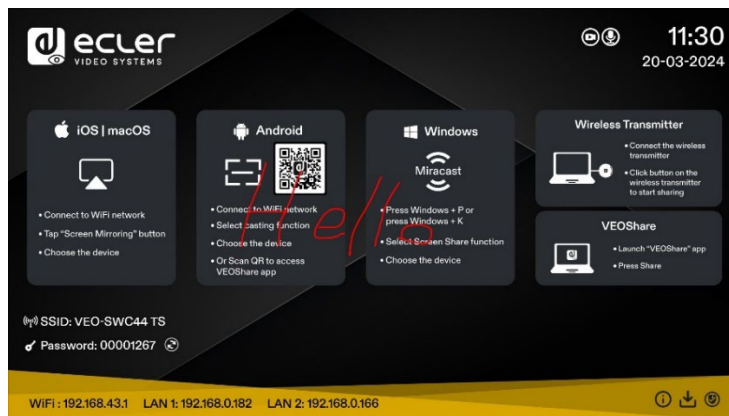 ecler
VIDEO SYSTEMS
11:30
20-03-2024
iOS | macOS
• Connect to WiFi network
• Tap "Screen Mirroring" button
• Choose the device
Android
• Connect to WiFi network
• Select casting function
• Choose the device
• Or Scan QR to access
VEOShare app
Windows
Miracast
• Press Windows + P or
press Windows + K
• Select Screen Share function
• Choose the device
Hello
Wireless Transmitter
• Connect the wireless
transmitter
• Click button on the
wireless transmitter
to start sharing
VEOShare
• Launch "VEOShare" app
• Press Share
SSID: VEO-SWC44 TS
Password: 00001267
WiFi : 192.168.43.1 LAN 1: 192.168.0.182 LAN 2: 192.168.0.166